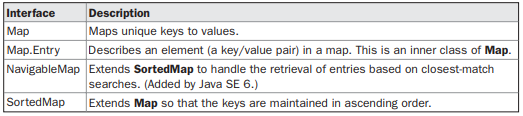 Interface Description
Map Maps unique keys to values.
Map.Entry Describes an element (a key/value pair) in a map. This is an inner class of Map.
NavigableMap Extends SortedMap to handle the retrieval of entries based on closest-match
searches. (Added by Java SE 6.)
SortedMap Extends Map so that the keys are maintained in ascending order.